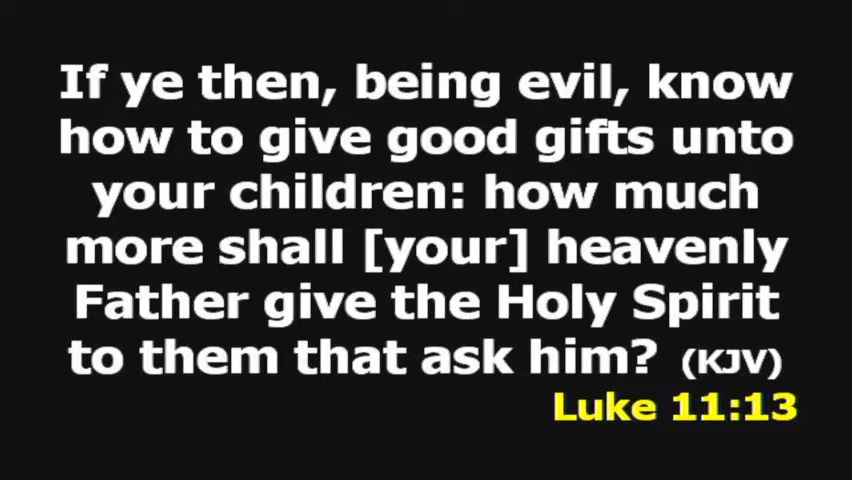 If ye then, being evil, know
how to give good gifts unto
your children: how much
more shall [your] heavenly
Father give the Holy Spirit
to them that ask him? (KJV)
Luke 11:13